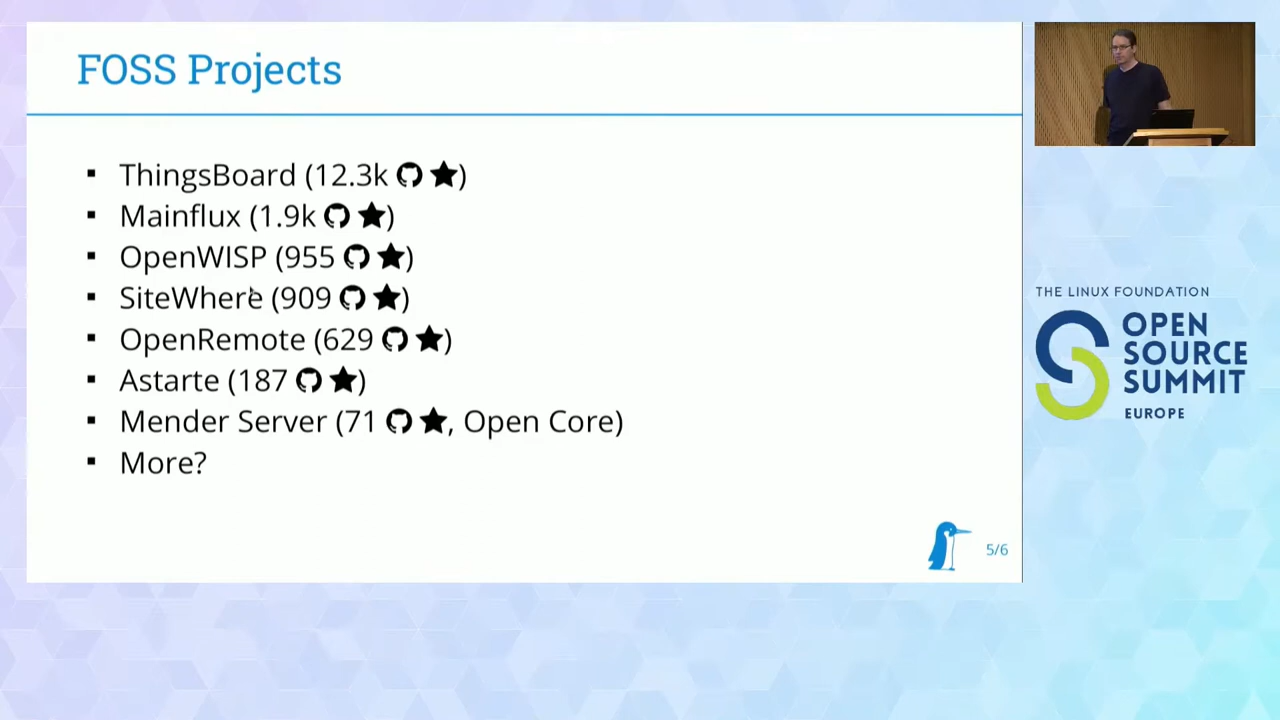 FOSS Projects
▪ ThingsBoard (12.3k ★)
▪ Mainflux (1.9k ★)
▪ OpenWISP (955 ★)
▪ SiteWhere (909 ★)
▪ OpenRemote (629 ★)
▪ Astarte (187 ★)
▪ Mender Server (71 ★, Open Core)
▪ More?
5/6
THE LINUX FOUNDATION
OPEN
SOURCE
SUMMIT
EUROPE